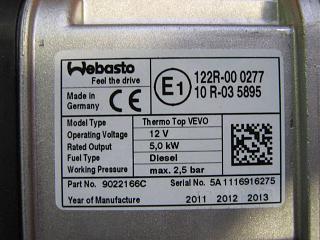 Webasto
Feel the drive
Made in
Germany
CE
E1
122R-00 0277
10 R-03 5895
Model Type Thermo Top VEVO
Operating Voltage 12 V
Rated Output 5,0 kW
Fuel Type Diesel
Working Pressure max. 2,5 bar
Part No. 9022166C Serial No. 5A1116916275
Year of Manufacture 2011 2012 2013